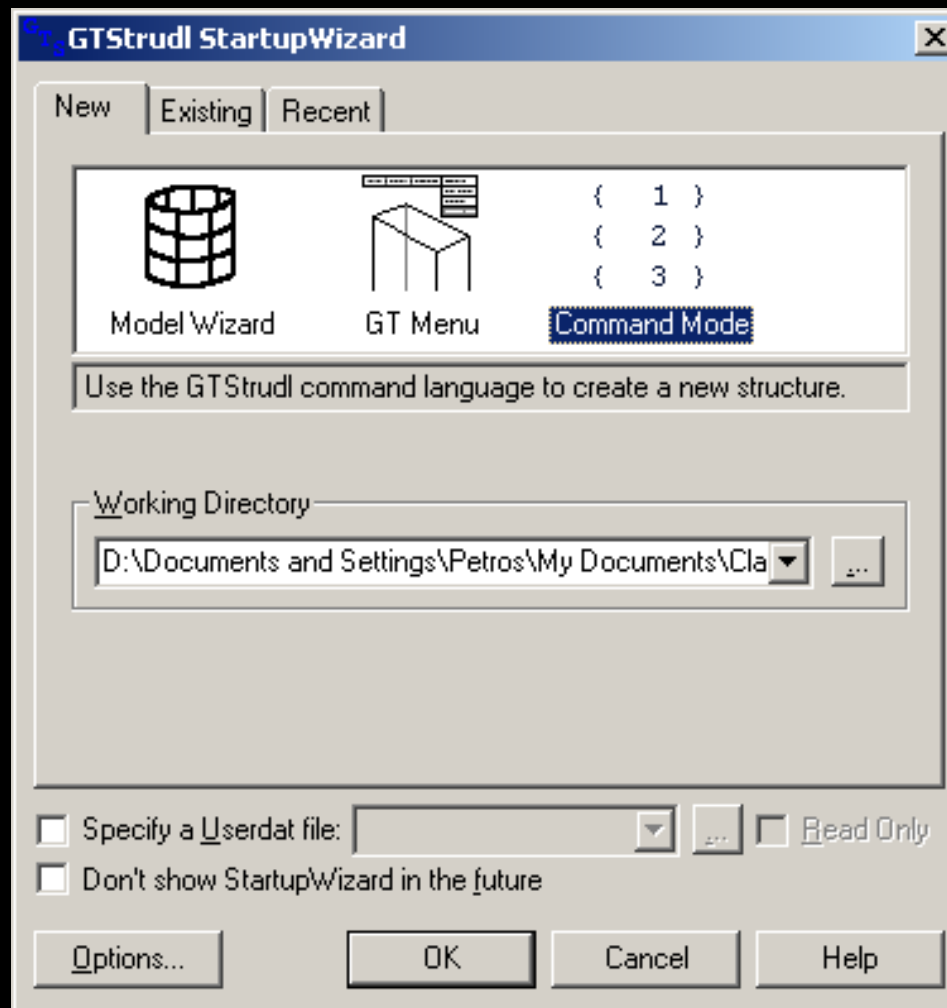 GTS GTStrudl StartupWizard
New Existing Recent
{ 1 }
{ 2 }
{ 3 }
Model Wizard GT Menu Command Mode
Use the GTStrudl command language to create a new structure.
Working Directory
D:\Documents and Settings\Petros\My Documents\Cla ...
Specify a Userdat file: ... Read Only
Don't show StartupWizard in the future
Options... OK Cancel Help